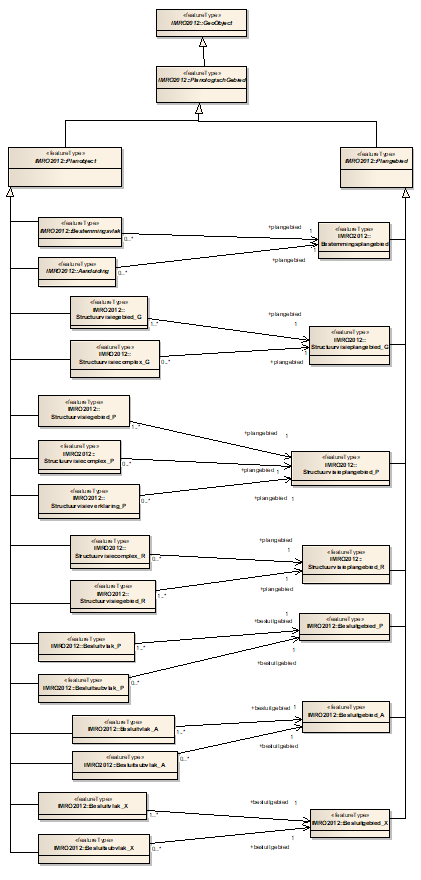 «featureType»
IMRO2012::GeoObject
«featureType»
IMRO2012::PlanologischGebied
«featureType»
IMRO2012::Planobject
«featureType»
IMRO2012::Plangebied
«featureType»
IMRO2012::Bestemmingsvlak
0..*
+plangebied
1
«featureType»
IMRO2012::
Bestemmingsplangebied
«featureType»
IMRO2012::Aanduiding
0..*
+plangebied
1
«featureType»
IMRO2012::
Structuurvisiegebied_G
1..*
+plangebied
1
«featureType»
IMRO2012::
Structuurvisieplangebied_G
«featureType»
IMRO2012::
Structuurvisiecomplex_G
0..*
+plangebied
1
«featureType»
IMRO2012::
Structuurvisiegebied_P
1..*
+plangebied
1
«featureType»
IMRO2012::
Structuurvisiecomplex_P
0..*
+plangebied
1
«featureType»
IMRO2012::
Structuurvisieplangebied_P
«featureType»
IMRO2012::
Structuurvisieverklaring_P
0..*
+plangebied
1
«featureType»
IMRO2012::
Structuurvisiecomplex_R
0..*
+plangebied
1
«featureType»
IMRO2012::
Structuurvisieplangebied_R
«featureType»
IMRO2012::
Structuurvisiegebied_R
1..*
+plangebied
1
«featureType»
IMRO2012::Besluitvlak_P
1..*
+besluitgebied
1
«featureType»
IMRO2012::Besluitgebied_P
«featureType»
IMRO2012::Besluitsubvlak_P
0..*
+besluitgebied
1
«featureType»
IMRO2012::Besluitvlak_A
1..*
+besluitgebied
1
«featureType»
IMRO2012::Besluitgebied_A
«featureType»
IMRO2012::Besluitsubvlak_A
0..*
+besluitgebied
1
«featureType»
IMRO2012::Besluitvlak_X
1..*
+besluitgebied
1
«featureType»
IMRO2012::Besluitgebied_X
«featureType»
IMRO2012::Besluitsubvlak_X
0..*
+besluitgebied
1